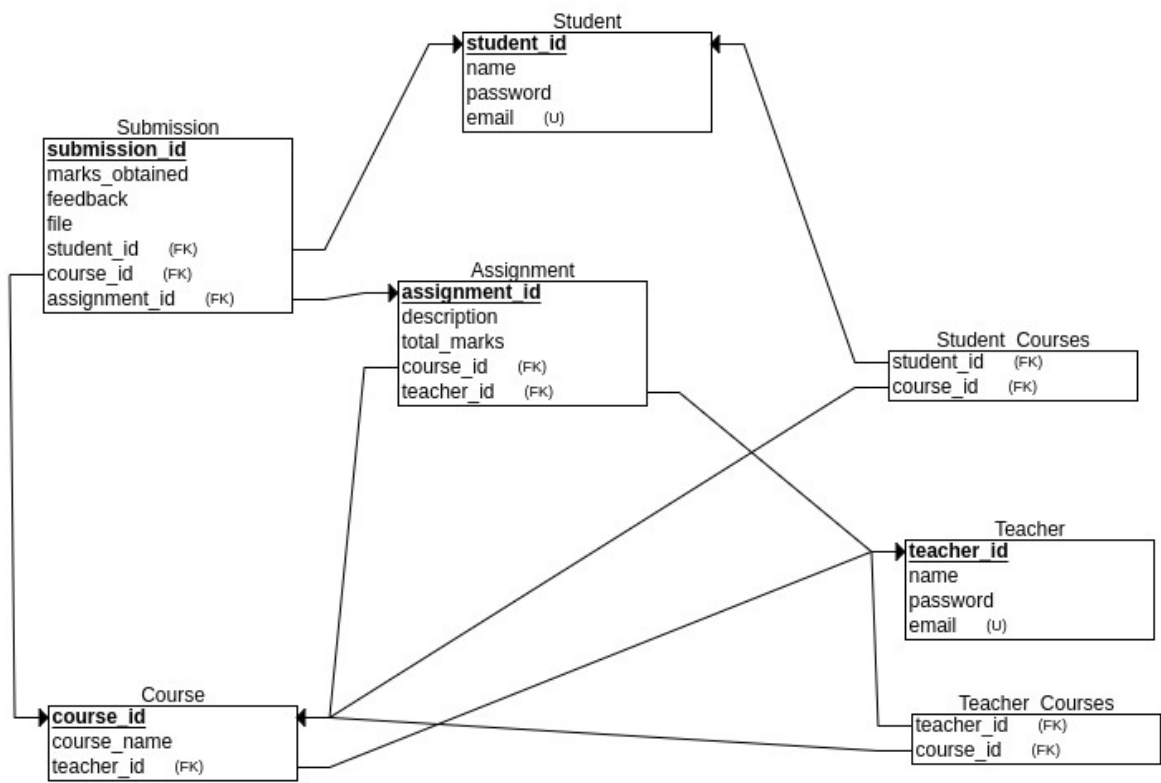 Student
student_id
name
password
email (U)
Submission
submission_id
marks_obtained
feedback
file
student_id (FK)
course_id (FK)
assignment_id (FK)
Assignment
assignment_id
description
total_marks
course_id (FK)
teacher_id (FK)
Student_Courses
student_id (FK)
course_id (FK)
Teacher
teacher_id
name
password
email (U)
Course
course_id
course_name
teacher_id (FK)
Teacher_Courses
teacher_id (FK)
course_id (FK)